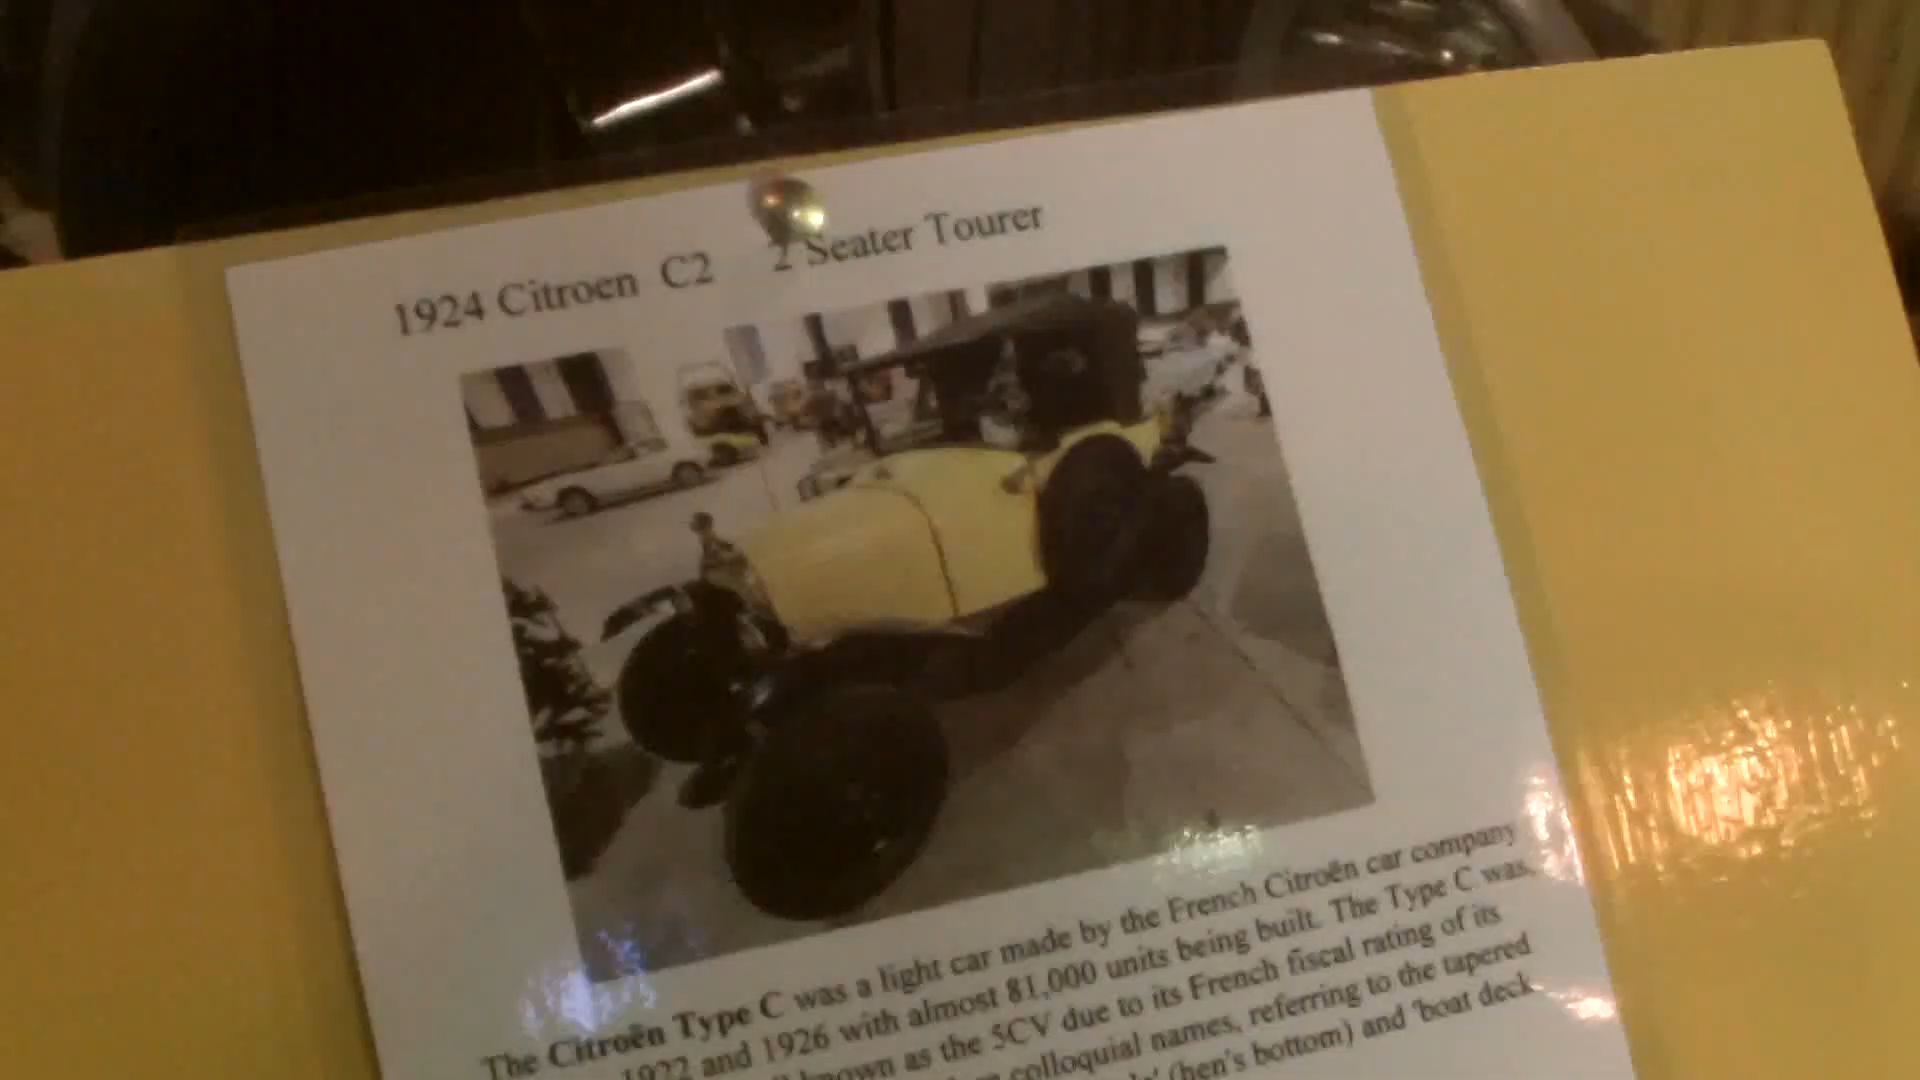 1924 Citroen C2 2 Seater Tourer
The Citroën Type C was a light car made by the French Citroën car company
1922 and 1926 with almost 81,000 units being built. The Type C was,
known as the 5CV due to its French fiscal rating of its
colloquial names, referring to the tapered
(hen's bottom) and 'boat deck